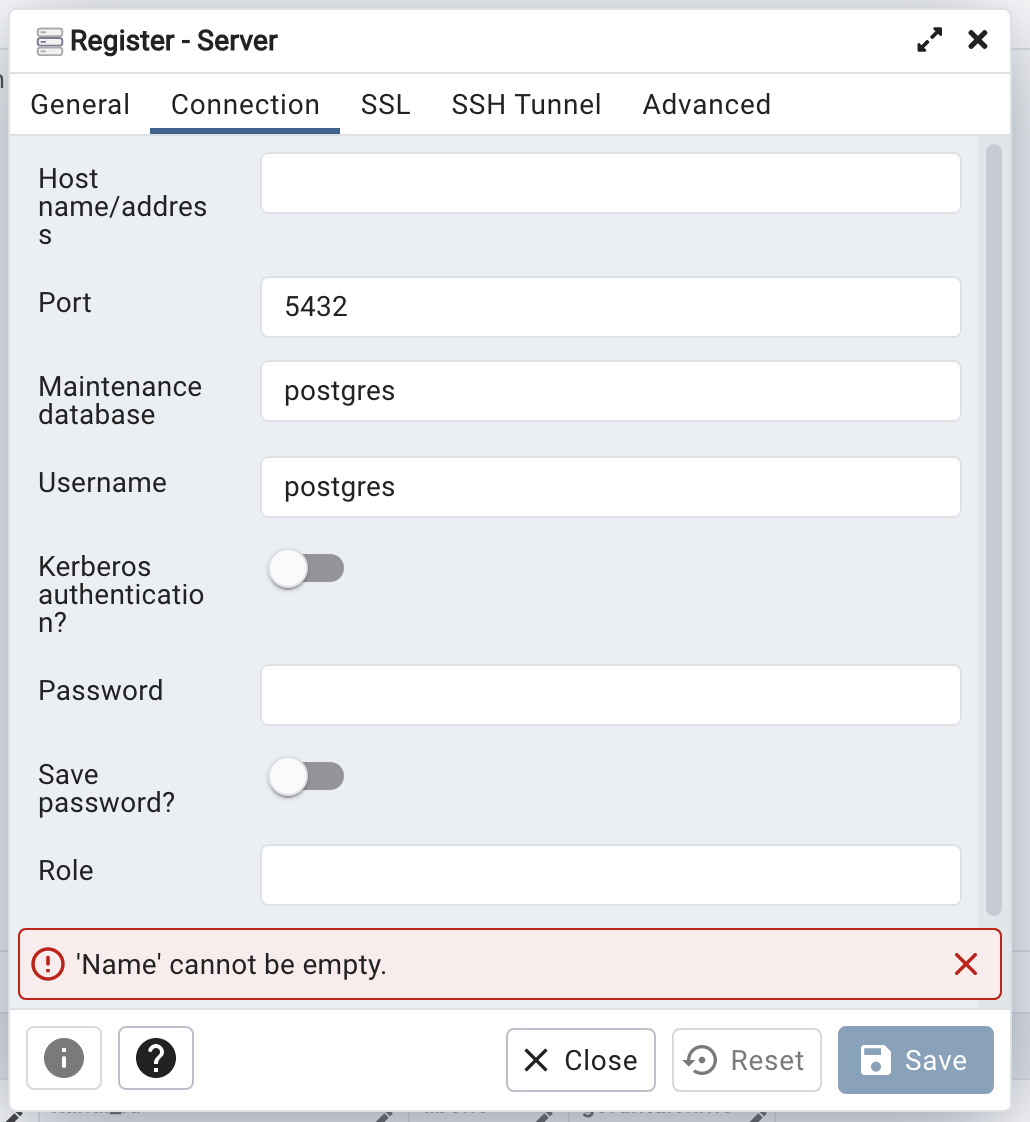 Register - Server
General Connection SSL SSH Tunnel Advanced
Host
name/addres
s
Port 5432
Maintenance
database
postgres
Username postgres
Kerberos
authenticatio
n?
Password
Save
password?
Role
'Name' cannot be empty.
Close Reset Save